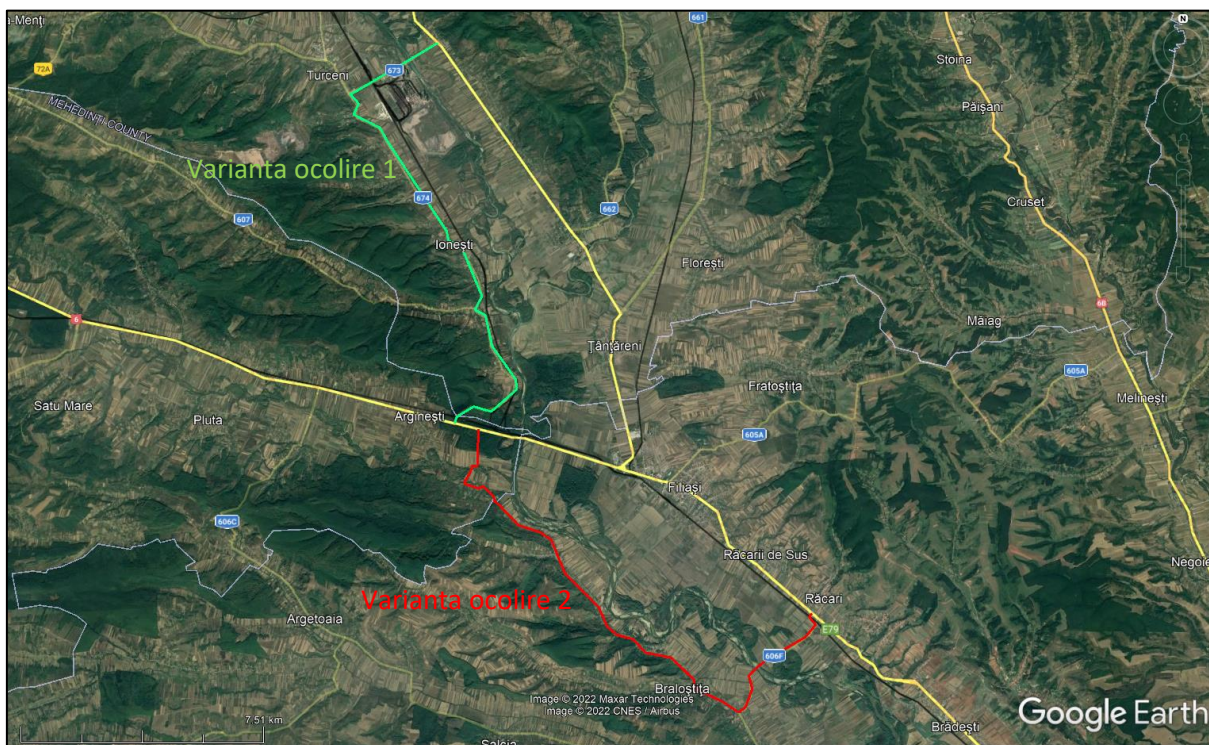 a-Menți
661
N
Stoina
673
Turceni
72A
Păișani
MEHEDINTI COUNTY
Varianta ocolire 1
674
Cruset
662
607
Ionești
Florești
6B
6
Măiag
Țânțăreni
605A
Fratoștița
Melinești
Satu Mare
Argineşti
Pluta
605A
Filiași
606C
Răcarii de Sus
Negoie
Varianta ocolire 2
Răcari
Argetoaia
E79
606F
Braloștița
Image © 2022 Maxar Technologies
Image © 2022 CNES / Airbus
Google Earth
7.51 km
Brădești
Salcia